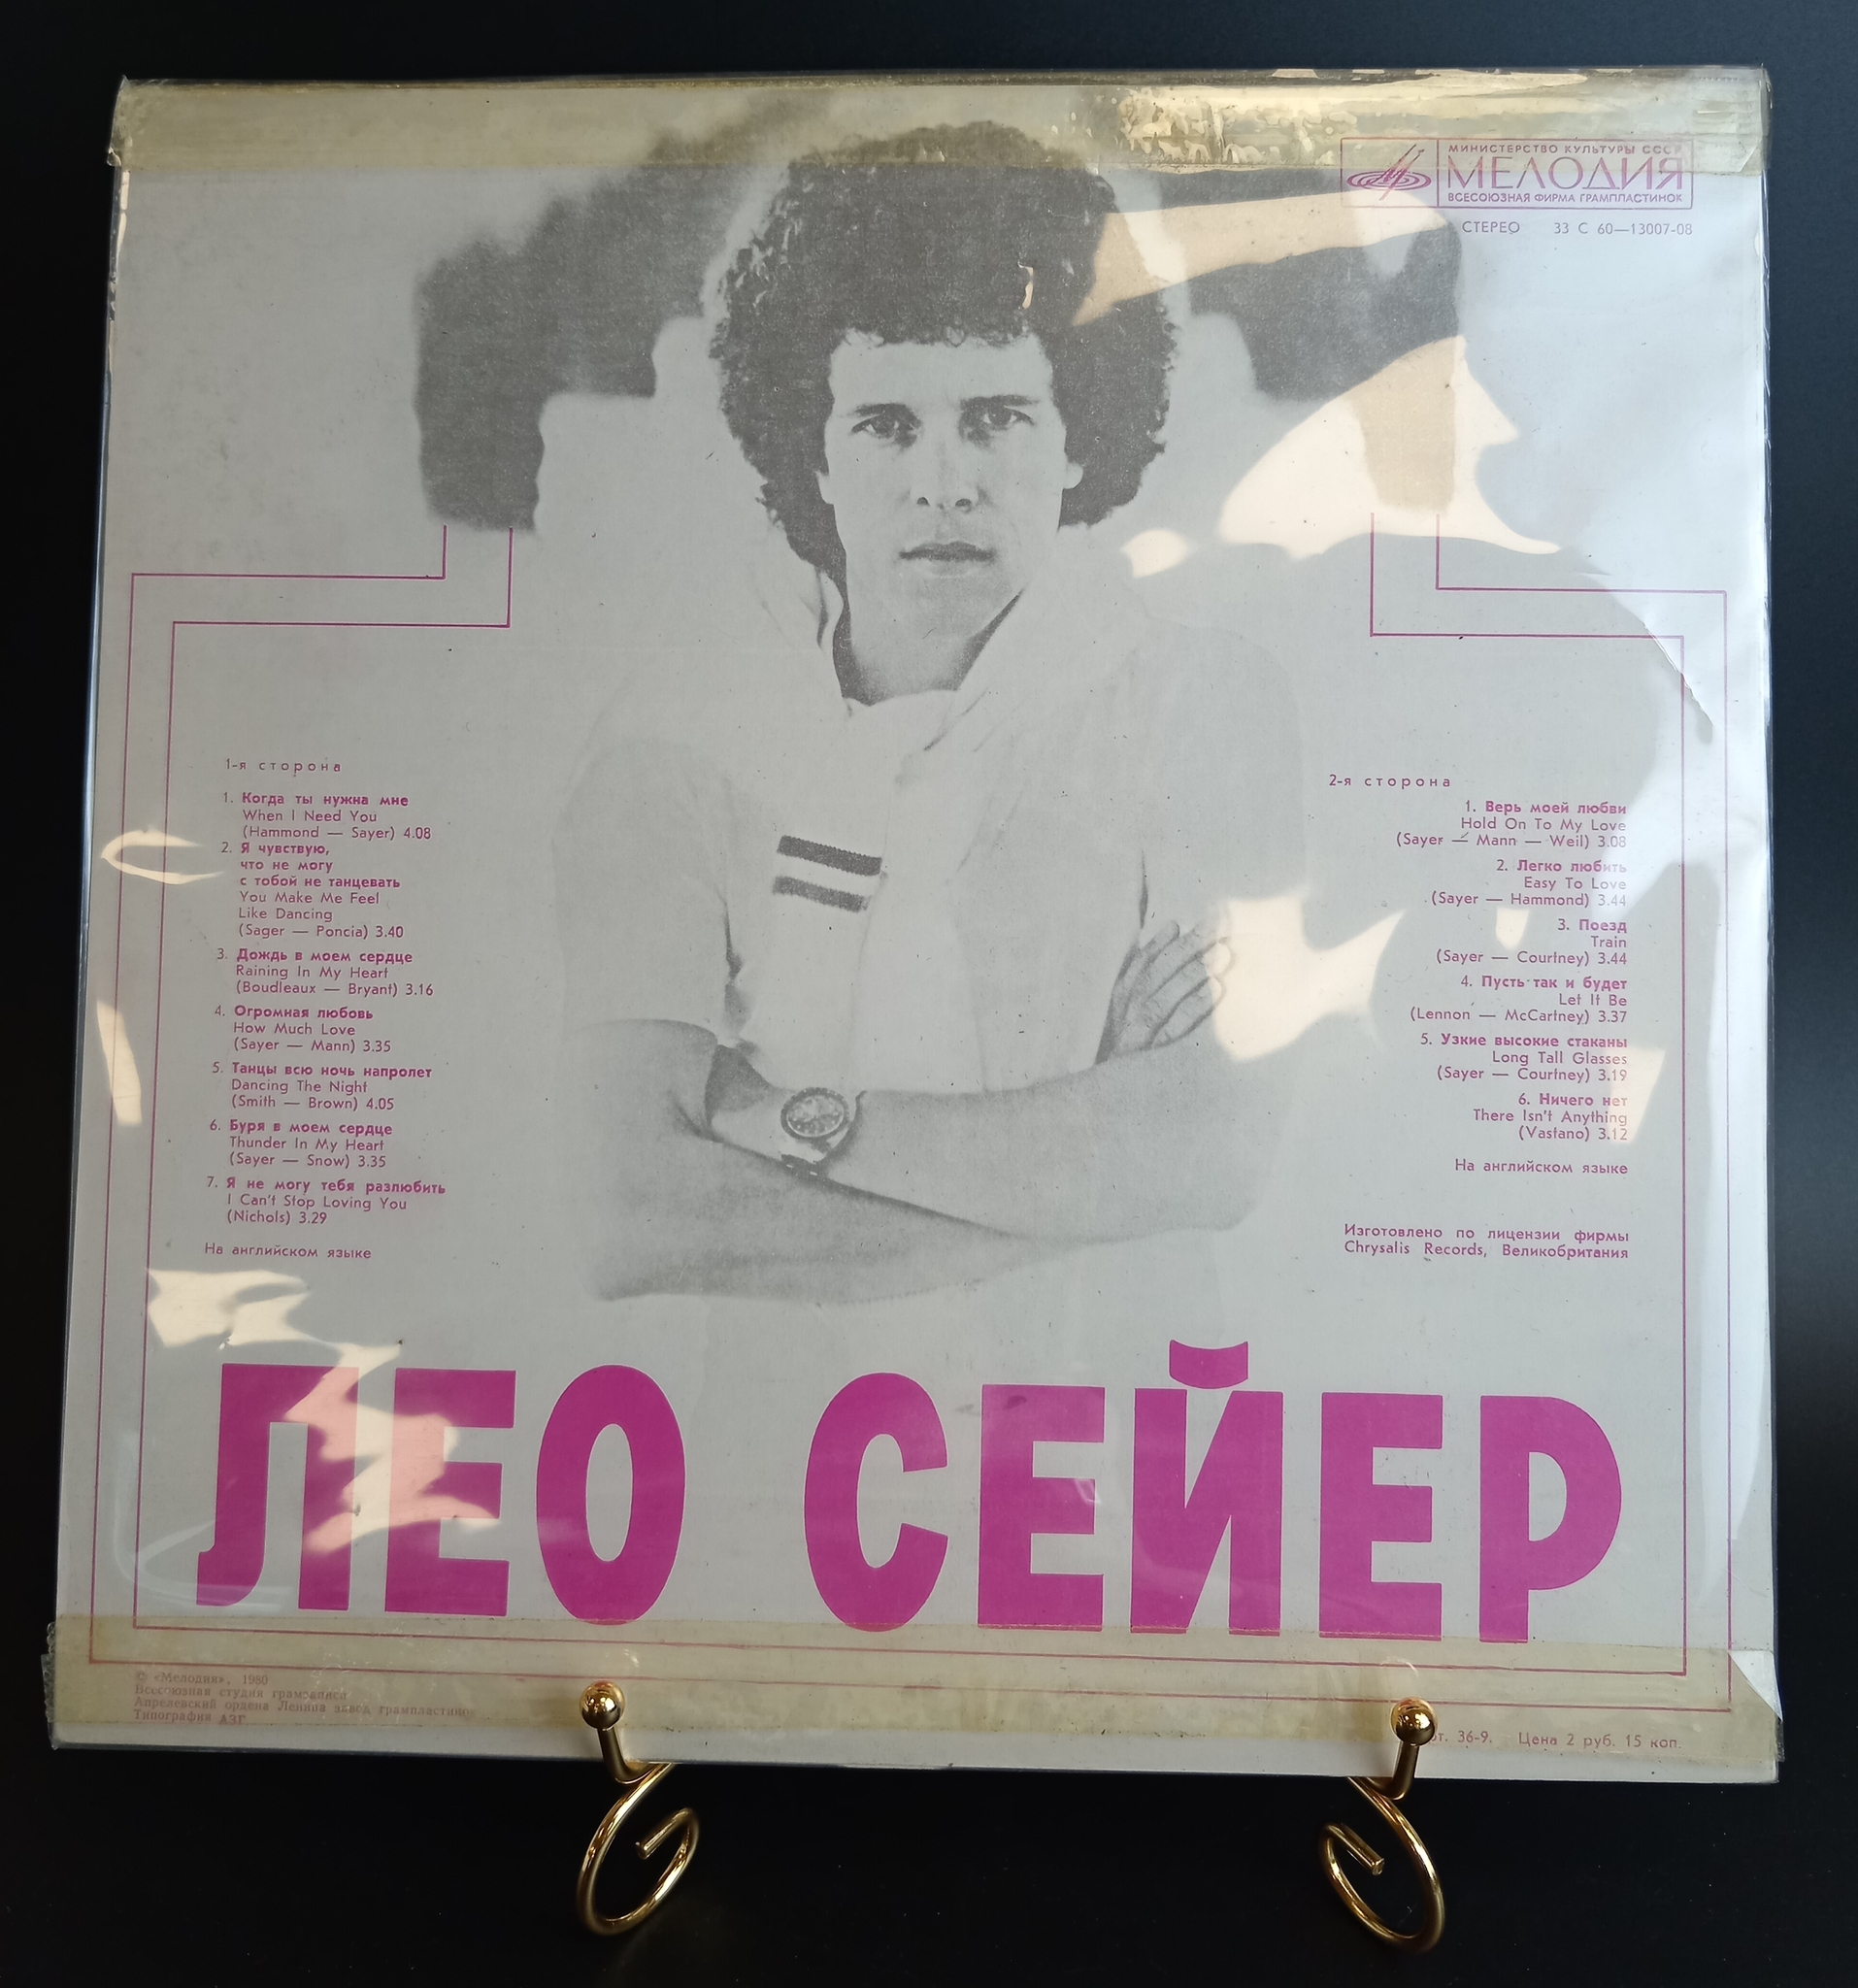 МИНИСТЕРСТВО КУЛЬТУРЫ СССР
МЕЛОДИЯ
ВСЕСОЮЗНАЯ ФИРМА ГРАМПЛАСТИНОК
СТЕРЕО 33 С 60—13007-08
1-я сторона
1. Когда ты нужна мне
When I Need You
(Hammond — Sayer) 4.08
2. Я чувствую,
что не могу
с тобой не танцевать
You Make Me Feel
Like Dancing
(Sager — Poncia) 3.40
3. Дождь в моем сердце
Raining In My Heart
(Boudleaux — Bryant) 3.16
4. Огромная любовь
How Much Love
(Sayer — Mann) 3.35
5. Танцы всю ночь напролет
Dancing The Night
(Smith — Brown) 4.05
6. Буря в моем сердце
Thunder In My Heart
(Sayer — Snow) 3.35
7. Я не могу тебя разлюбить
I Can't Stop Loving You
(Nichols) 3.29
На английском языке
2-я сторона
1. Верь моей любви
Hold On To My Love
(Sayer — Mann — Weil) 3.08
2. Легко любить
Easy To Love
(Sayer — Hammond) 3.44
3. Поезд
Train
(Sayer — Courtney) 3.44
4. Пусть так и будет
Let It Be
(Lennon — McCartney) 3.37
5. Узкие высокие стаканы
Long Tall Glasses
(Sayer — Courtney) 3.19
6. Ничего нет
There Isn't Anything
(Vastano) 3.12
На английском языке
Изготовлено по лицензии фирмы
Chrysalis Records, Великобритания
ЛЕО СЕЙЕР
© «Мелодия», 1980
Всесоюзная студия грамзаписи
Апрелевский ордена Ленина завод грампластинок
Типография АЗГ
36-9. Цена 2 руб. 15 коп.